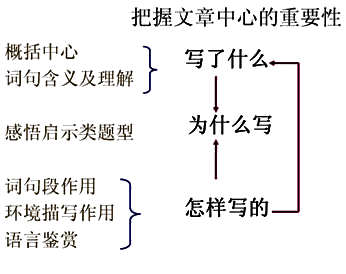 把握文章中心的重要性
概括中心
词句含义及理解
写了什么
感悟启示类题型
为什么写
词句段作用
环境描写作用
语言鉴赏
怎样写的